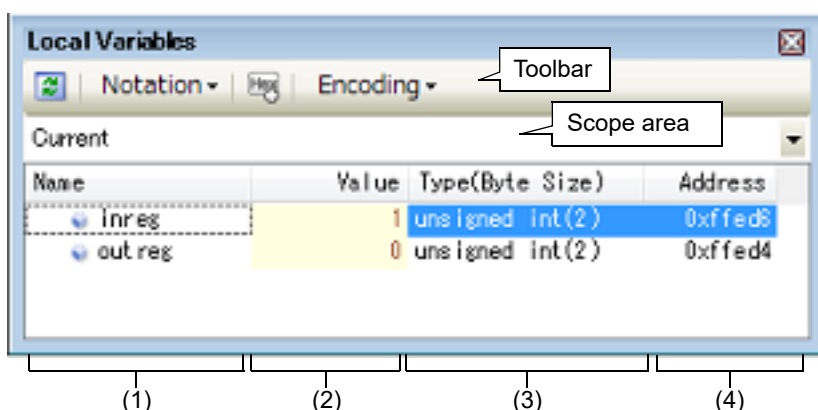 Local Variables
Notation Hex Encoding
Toolbar
Scope area
Current
Name Value Type(Byte Size) Address
inreg 1 unsigned int(2) 0xffed6
outreg 0 unsigned int(2) 0xffed4
(1) (2) (3) (4)